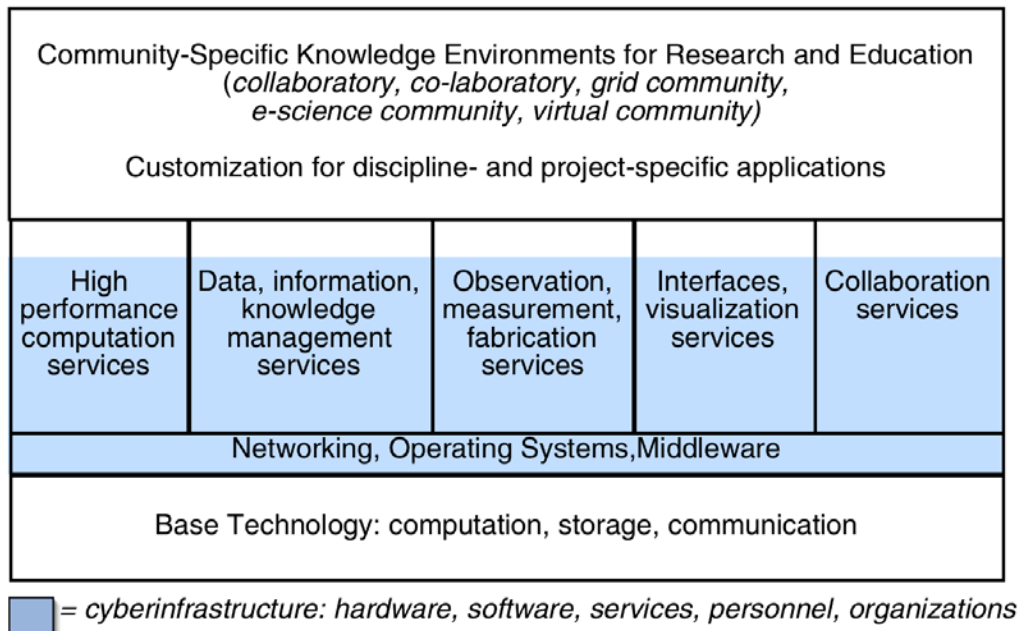 Community-Specific Knowledge Environments for Research and Education
(collaboratory, co-laboratory, grid community,
e-science community, virtual community)
Customization for discipline- and project-specific applications
High
performance
computation
services
Data, information,
knowledge
management
services
Observation,
measurement,
fabrication
services
Interfaces,
visualization
services
Collaboration
services
Networking, Operating Systems,Middleware
Base Technology: computation, storage, communication
= cyberinfrastructure: hardware, software, services, personnel, organizations